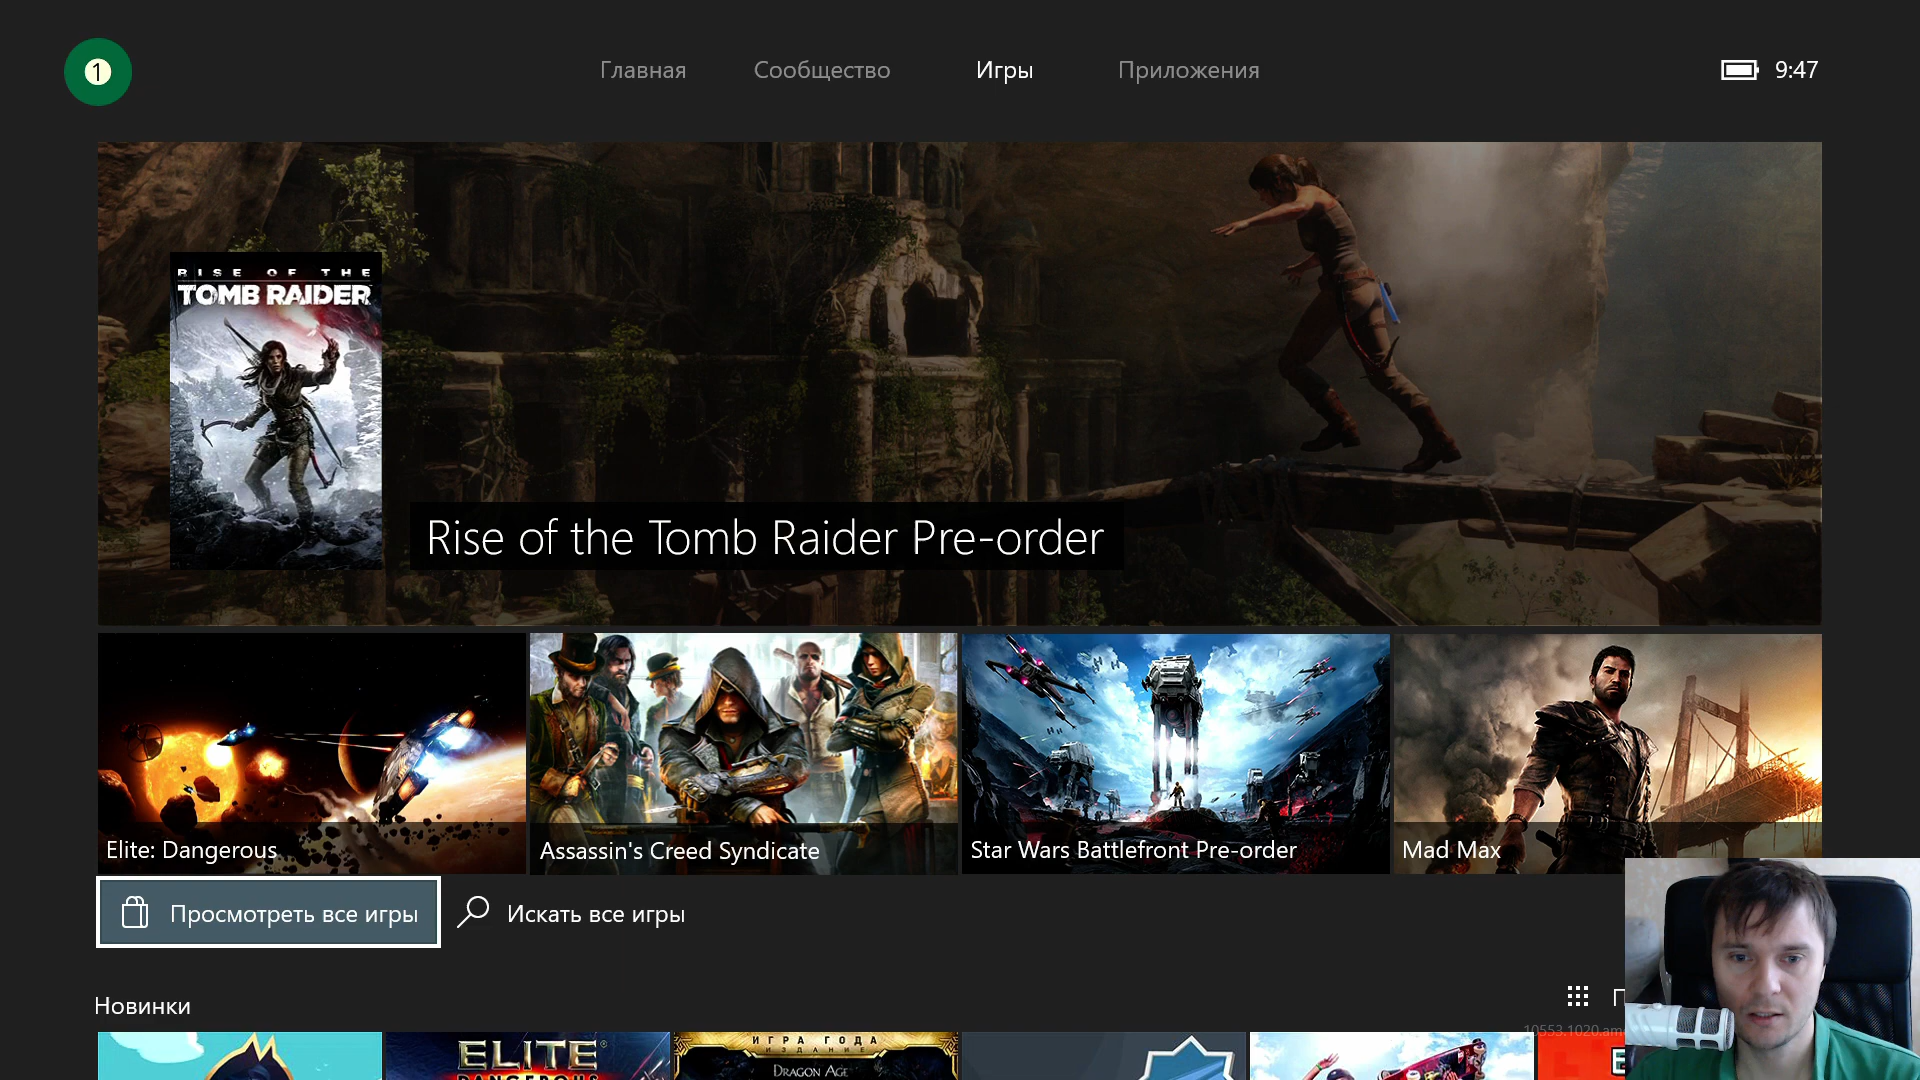 1
Главная
Сообщество
Игры
Приложения
9:47
RISE OF THE
TOMB RAIDER
Rise of the Tomb Raider Pre-order
Elite: Dangerous
Assassin's Creed Syndicate
Star Wars Battlefront Pre-order
Mad Max
Просмотреть все игры
Искать все игры
Новинки
ELITE
DANGEROUS
ИГРА ГОДА
ИЗДАНИЕ
DRAGON AGE